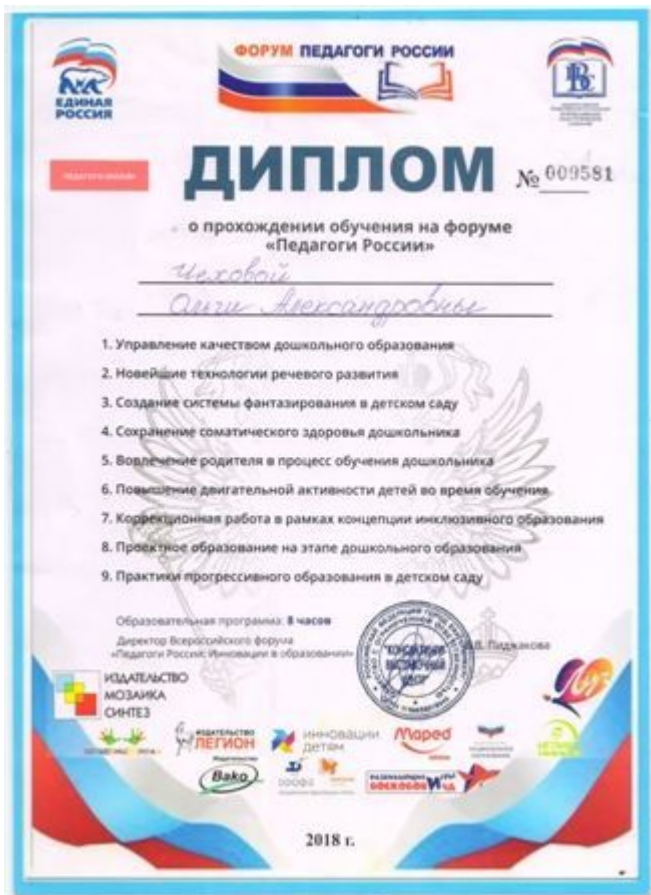 ФОРУМ ПЕДАГОГИ РОССИИ
ЕДИНАЯ
РОССИЯ
ДИПЛОМ
№ 009581
о прохождении обучения на форуме
«Педагоги России»
Чеховой
Ольги Александровны
1. Управление качеством дошкольного образования
2. Новейшие технологии речевого развития
3. Создание системы фантазирования в детском саду
4. Сохранение соматического здоровья дошкольника
5. Вовлечение родителя в процесс обучения дошкольника
6. Повышение двигательной активности детей во время обучения
7. Коррекционная работа в рамках концепции инклюзивного образования
8. Проектное образование на этапе дошкольного образования
9. Практики прогрессивного образования в детском саду
Образовательная программа: 8 часов
Директор Всероссийского форума
«Педагоги России: Инновации в образовании»
В. Пиджакова
ИЗДАТЕЛЬСТВО
МОЗАИКА
СИНТЕЗ
ИЗДАТЕЛЬСТВО
ЛЕГИОН
инновации
детям
Maped
Луч
Издательство
Bako
2018 г.